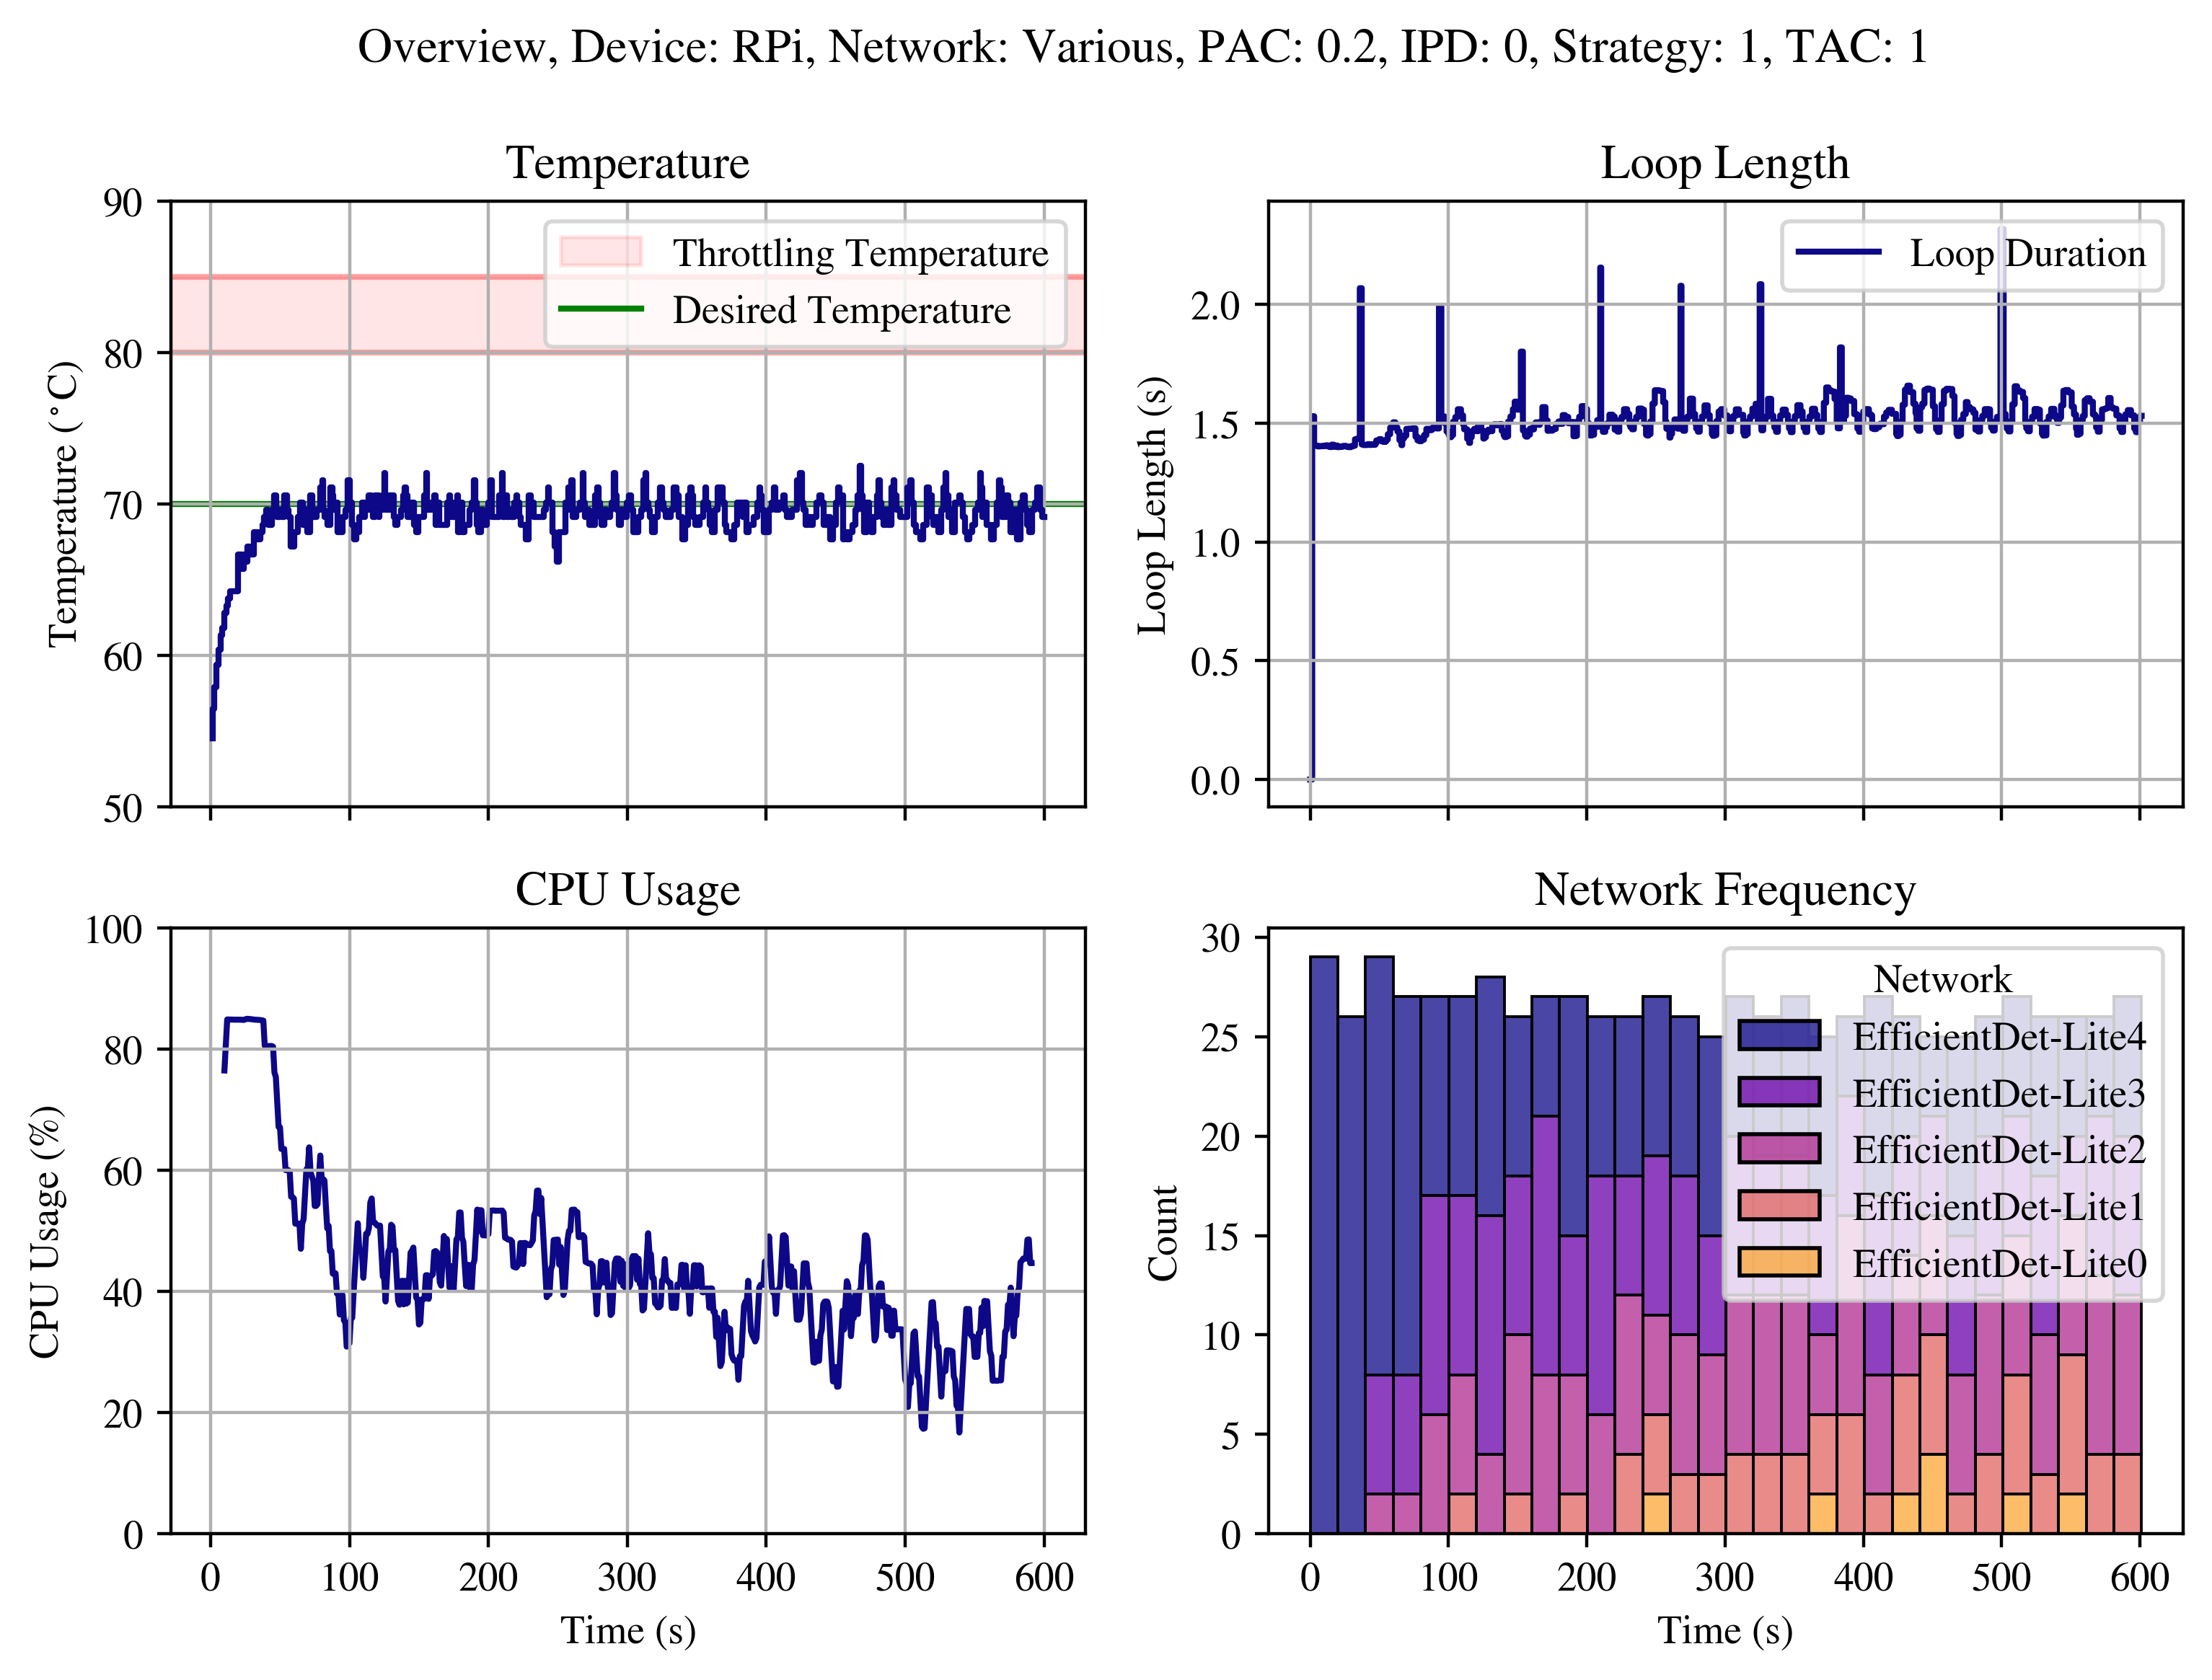 Overview, Device: RPi, Network: Various, PAC: 0.2, IPD: 0, Strategy: 1, TAC: 1
Temperature
90
80
70
60
50
Temperature (°C)
Throttling Temperature
Desired Temperature
Loop Length
2.0
1.5
1.0
0.5
0.0
Loop Length (s)
Loop Duration
CPU Usage
100
80
60
40
20
0
CPU Usage (%)
0 100 200 300 400 500 600
Time (s)
Network Frequency
30
25
20
15
10
5
0
Count
Network
EfficientDet-Lite4
EfficientDet-Lite3
EfficientDet-Lite2
EfficientDet-Lite1
EfficientDet-Lite0
0 100 200 300 400 500 600
Time (s)